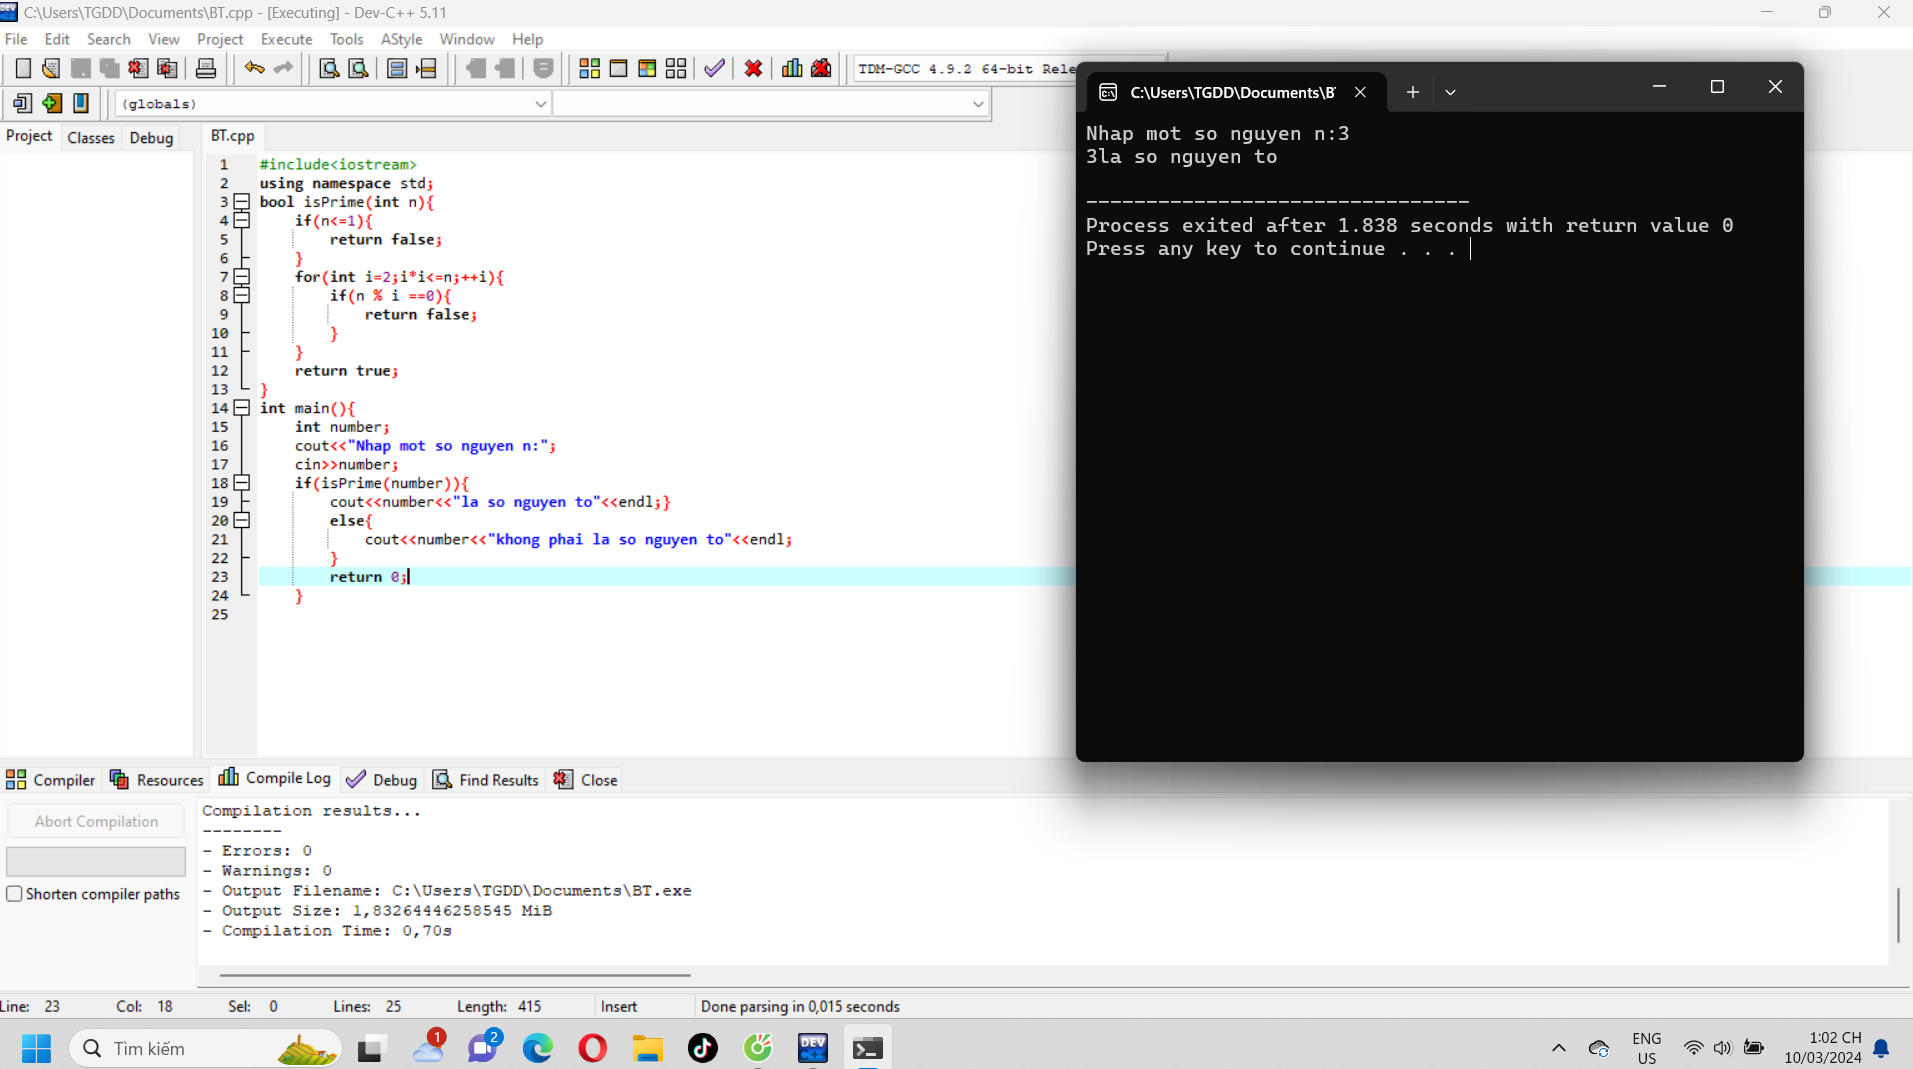 C:\Users\TGDD\Documents\BT.cpp - [Executing] - Dev-C++ 5.11
File Edit Search View Project Execute Tools AStyle Window Help
TDM-GCC 4.9.2 64-bit Rele
(globals)
Project Classes Debug
BT.cpp
1 #include<iostream>
2 using namespace std;
3 bool isPrime(int n){
4 if(n<=1){
5 return false;
6 }
7 for(int i=2;i*i<=n;++i){
8 if(n % i ==0){
9 return false;
10 }
11 }
12 return true;
13 }
14 int main(){
15 int number;
16 cout<<"Nhap mot so nguyen n:";
17 cin>>number;
18 if(isPrime(number)){
19 cout<<number<<"la so nguyen to"<<endl;}
20 else{
21 cout<<number<<"khong phai la so nguyen to"<<endl;
22 }
23 return 0;
24 }
25
C:\Users\TGDD\Documents\B
Nhap mot so nguyen n:3
3la so nguyen to
--------------------------------
Process exited after 1.838 seconds with return value 0
Press any key to continue . . .
Compiler Resources Compile Log Debug Find Results Close
Abort Compilation
Shorten compiler paths
Compilation results...
--------
- Errors: 0
- Warnings: 0
- Output Filename: C:\Users\TGDD\Documents\BT.exe
- Output Size: 1,83264446258545 MiB
- Compilation Time: 0,70s
Line: 23 Col: 18 Sel: 0 Lines: 25 Length: 415 Insert Done parsing in 0,015 seconds
Tìm kiếm
1
2
DEV C++
ENG
US
1:02 CH
10/03/2024